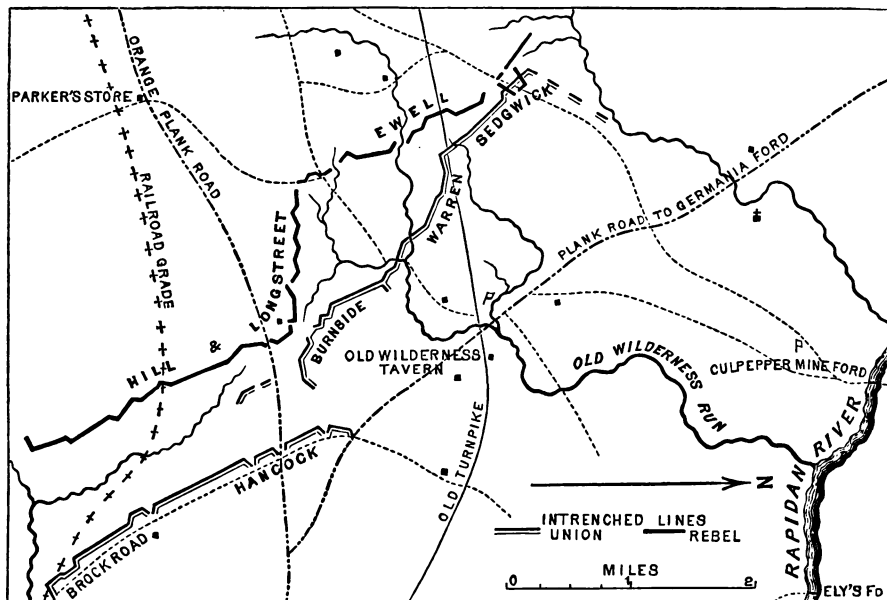 ORANGE PLANK ROAD
PARKER'S STORE
RAILROAD GRADE
EWELL
SEDGWICK
WARREN
PLANK ROAD TO GERMANIA FORD
HILL & LONGSTREET
BURNSIDE
P
OLD WILDERNESS
TAVERN
OLD WILDERNESS RUN
P
CULPEPPER MINE FORD
HANCOCK
BROCK ROAD
OLD TURNPIKE
RAPIDAN RIVER
N
INTRENCHED LINES
UNION REBEL
MILES
0 1 2
ELY'S FD